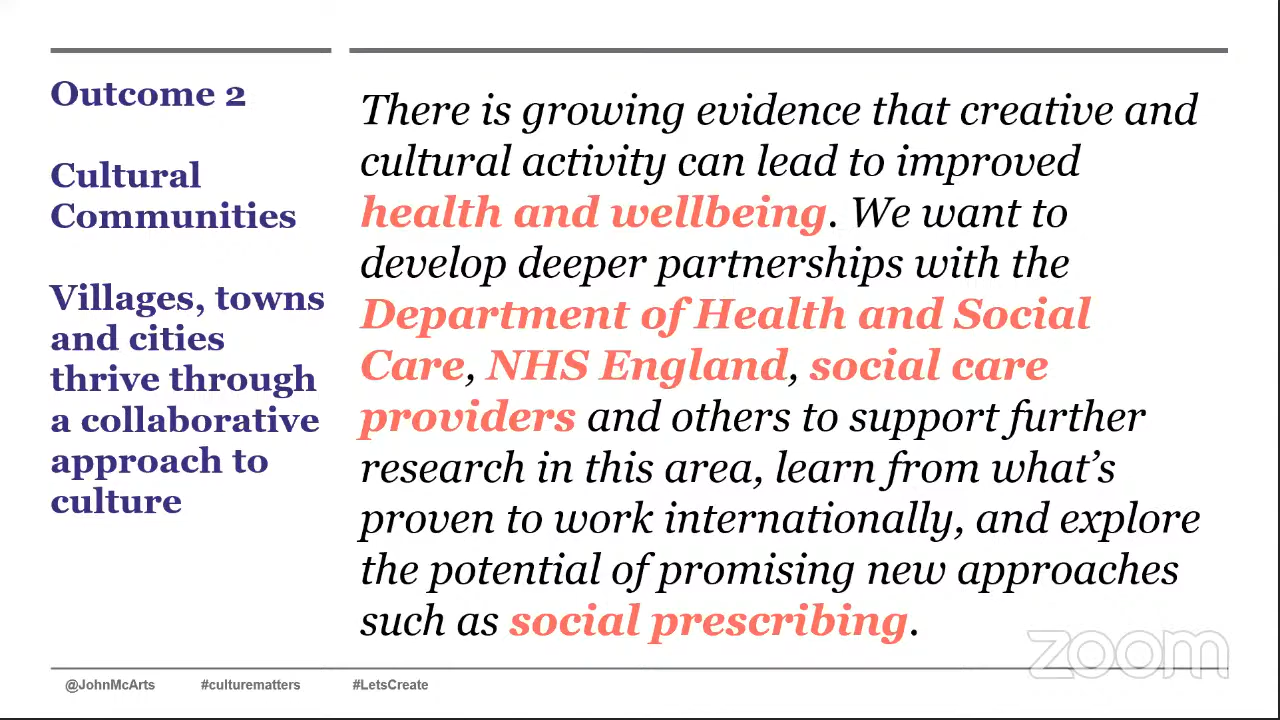 Outcome 2
Cultural
Communities
Villages, towns
and cities
thrive through
a collaborative
approach to
culture
There is growing evidence that creative and
cultural activity can lead to improved
health and wellbeing. We want to
develop deeper partnerships with the
Department of Health and Social
Care, NHS England, social care
providers and others to support further
research in this area, learn from what’s
proven to work internationally, and explore
the potential of promising new approaches
such as social prescribing.
zoom
@JohnMcArts #culturematters #LetsCreate